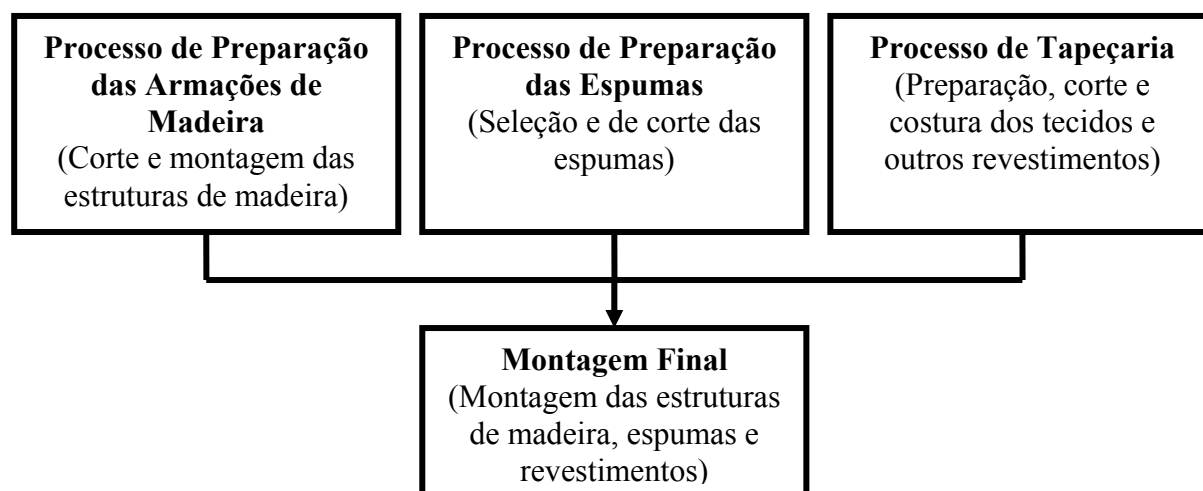 Processo de Preparação
das Armações de
Madeira
(Corte e montagem das
estruturas de madeira)
Processo de Preparação
das Espumas
(Seleção e de corte das
espumas)
Processo de Tapeçaria
(Preparação, corte e
costura dos tecidos e
outros revestimentos)
Montagem Final
(Montagem das estruturas
de madeira, espumas e
revestimentos)